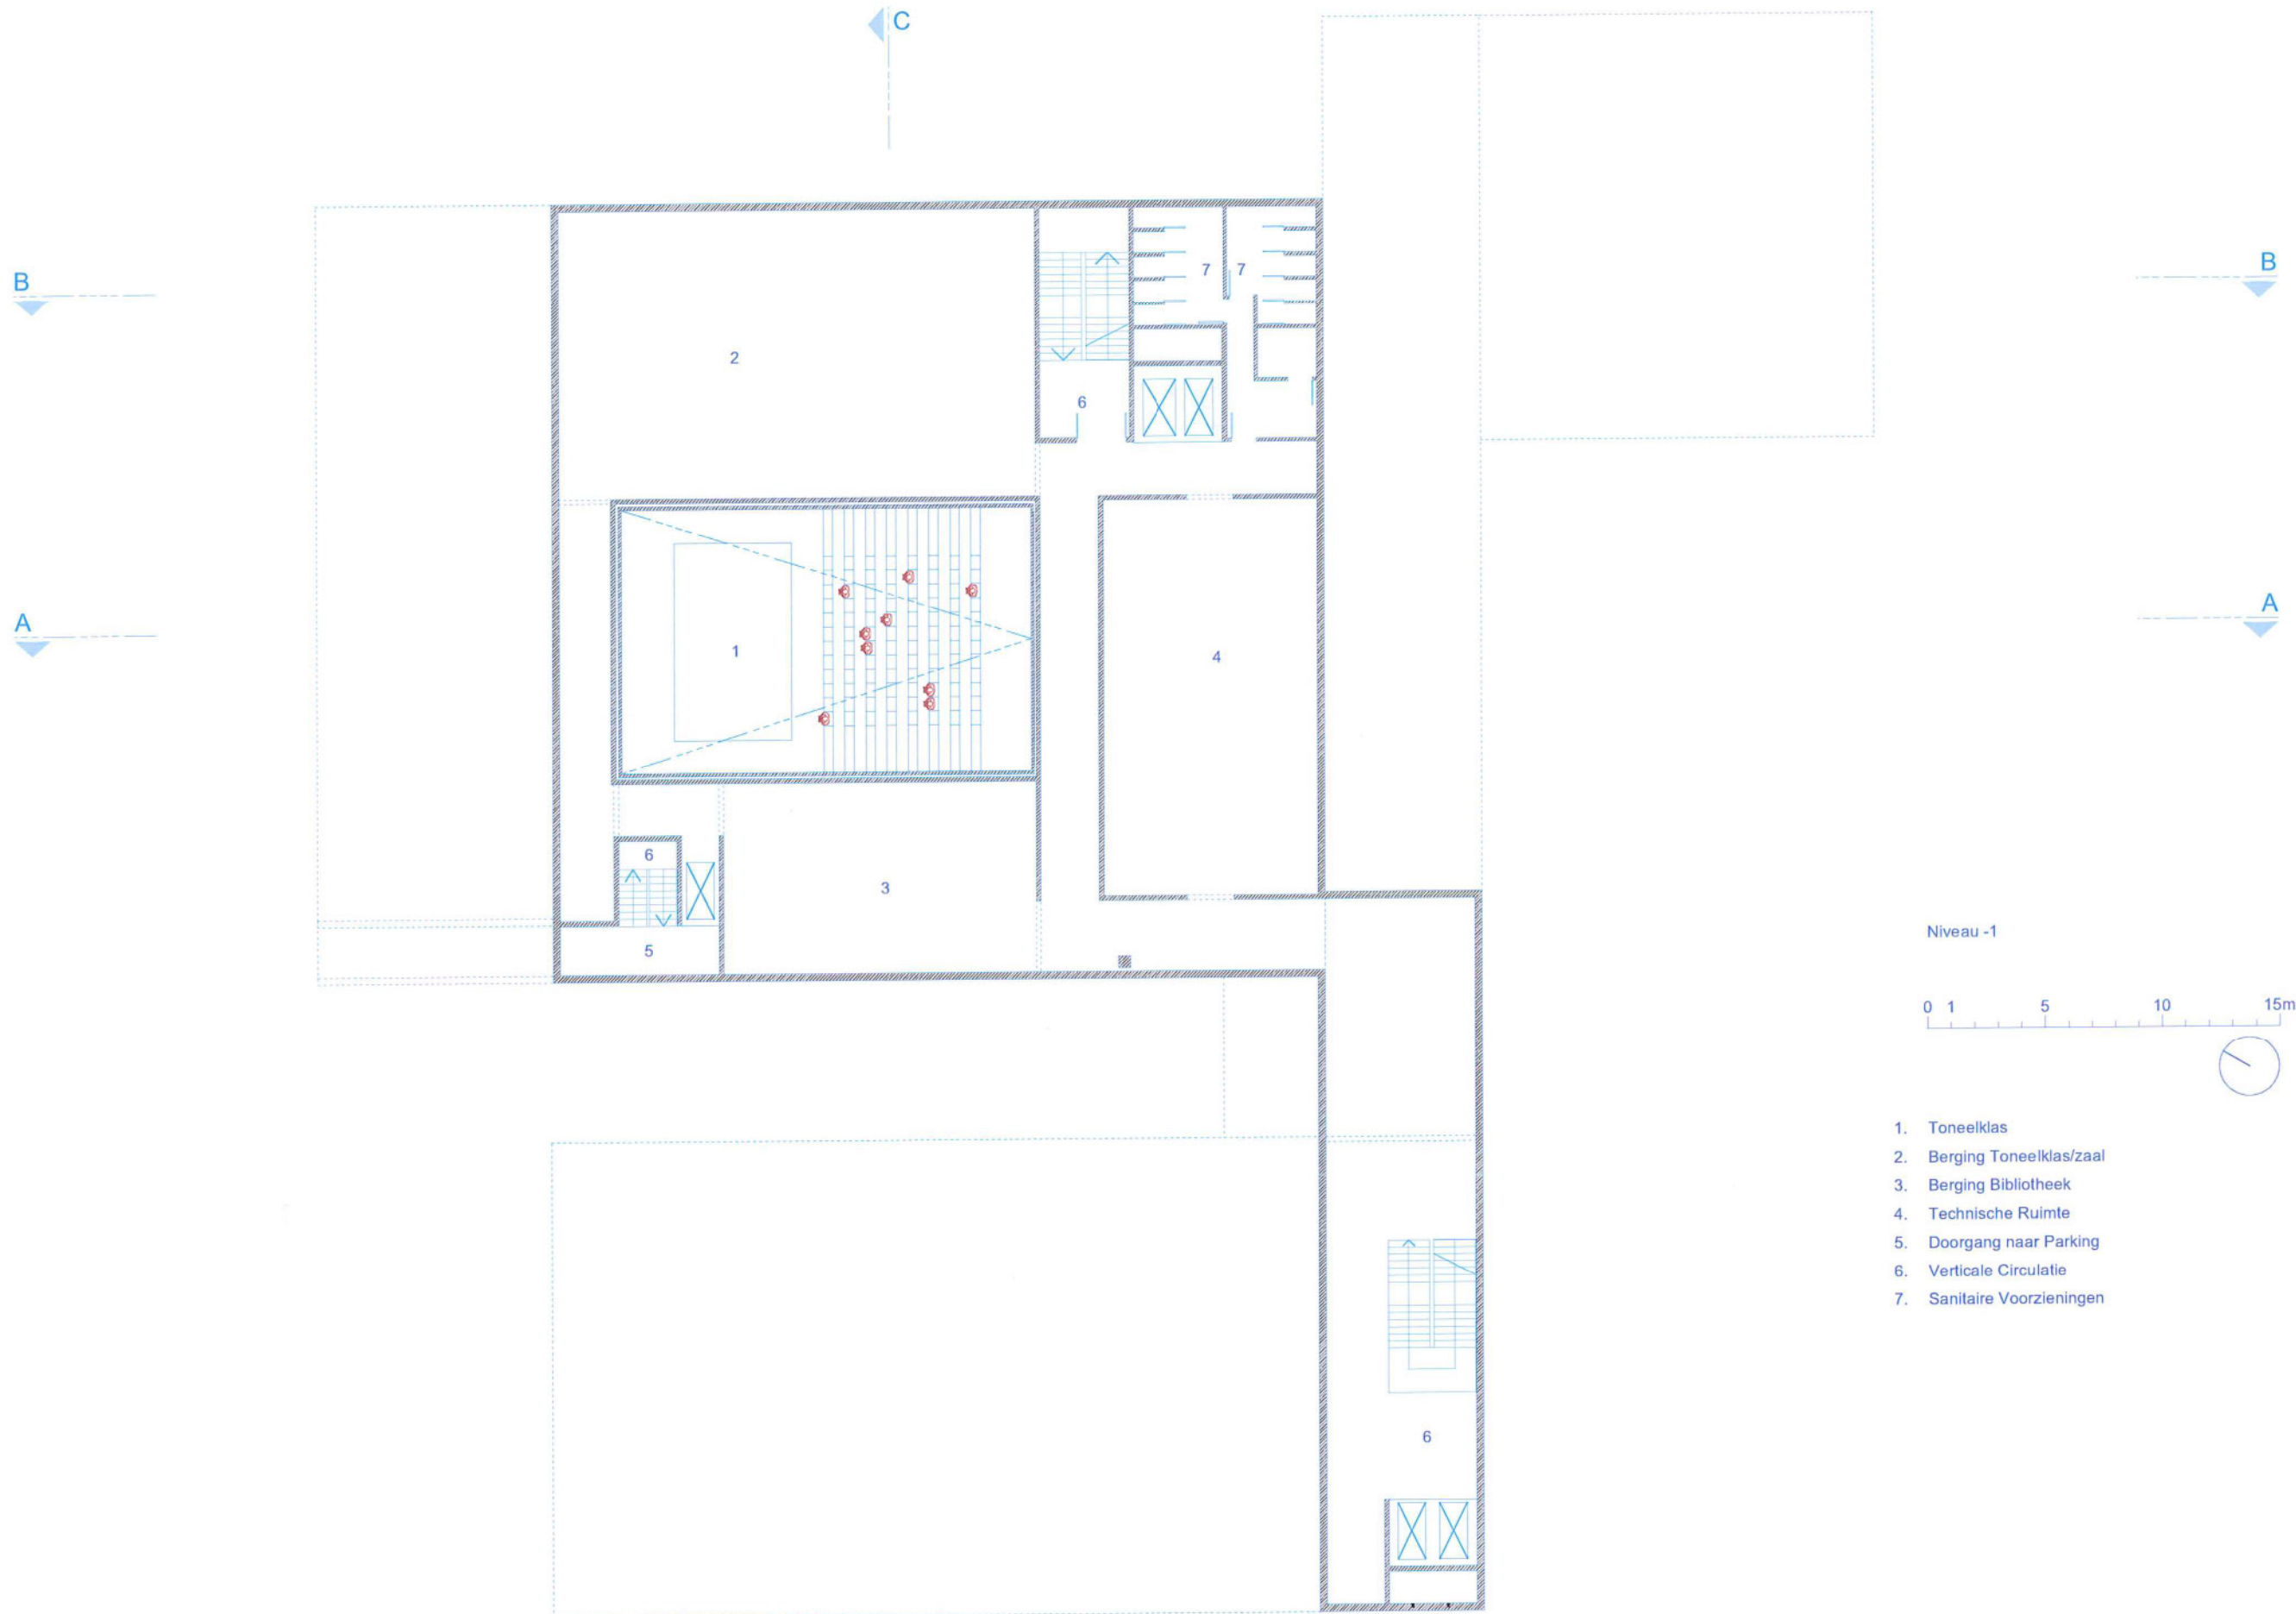 C
B
B
7 7
2
6
A
A
1
4
6
3
5
Niveau -1
0 1 5 10 15m
1. Toneelklas
2. Berging Toneelklas/zaal
3. Berging Bibliotheek
4. Technische Ruimte
5. Doorgang naar Parking
6. Verticale Circulatie
7. Sanitaire Voorzieningen
6